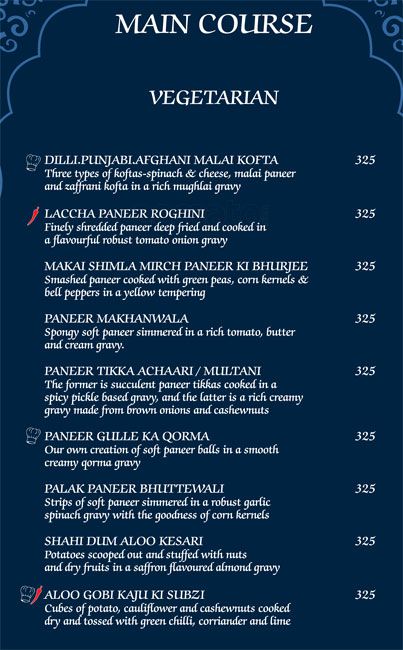 MAIN COURSE
VEGETARIAN
DILLI.PUNJABI.AFGHANI MALAI KOFTA 325
Three types of koftas-spinach & cheese, malai paneer
and zaffrani kofta in a rich mughlai gravy
LACCHA PANEER ROGHINI 325
Finely shredded paneer deep fried and cooked in
a flavourful robust tomato onion gravy
MAKAI SHIMLA MIRCH PANEER KI BHURJEE 325
Smashed paneer cooked with green peas, corn kernels &
bell peppers in a yellow tempering
PANEER MAKHANWALA 325
Spongy soft paneer simmered in a rich tomato, butter
and cream gravy.
PANEER TIKKA ACHAARI / MULTANI 325
The former is succulent paneer tikkas cooked in a
spicy pickle based gravy, and the latter is a rich creamy
gravy made from brown onions and cashewnuts
PANEER GULLE KA QORMA 325
Our own creation of soft paneer balls in a smooth
creamy qorma gravy
PALAK PANEER BHUTTEWALI 325
Strips of soft paneer simmered in a robust garlic
spinach gravy with the goodness of corn kernels
SHAHI DUM ALOO KESARI 325
Potatoes scooped out and stuffed with nuts
and dry fruits in a saffron flavoured almond gravy
ALOO GOBI KAJU KI SUBZI 325
Cubes of potato, cauliflower and cashewnuts cooked
dry and tossed with green chilli, corriander and lime